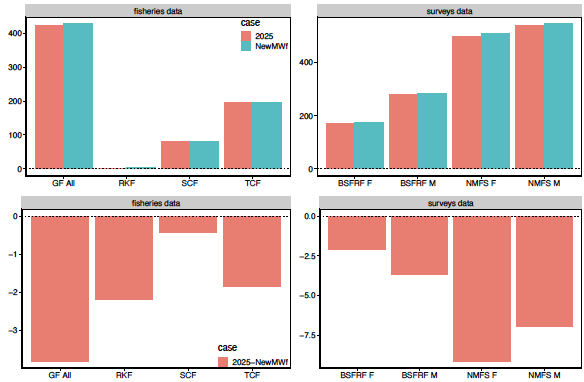 fisheries data
surveys data
case
2025
NewMWf
400
300
200
100
0
GF All RKF SCF TCF
400
200
0
BSFRF F BSFRF M NMFS F NMFS M
fisheries data
surveys data
0
−1
−2
−3
case
2025−NewMWf
GF All RKF SCF TCF
0.0
−2.5
−5.0
−7.5
BSFRF F BSFRF M NMFS F NMFS M